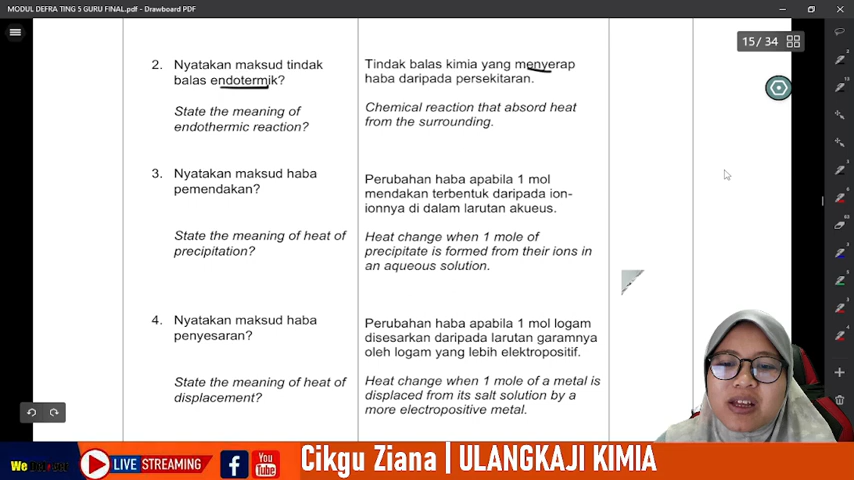 MODUL DEFRA TING 5 GURU FINAL.pdf - Drawboard PDF
15 / 34
2. Nyatakan maksud tindak
balas endotermik?
State the meaning of
endothermic reaction?
Tindak balas kimia yang menyerap
haba daripada persekitaran.
Chemical reaction that absord heat
from the surrounding.
3. Nyatakan maksud haba
pemendakan?
State the meaning of heat of
precipitation?
Perubahan haba apabila 1 mol
mendakan terbentuk daripada ion-
ionnya di dalam larutan akueus.
Heat change when 1 mole of
precipitate is formed from their ions in
an aqueous solution.
4. Nyatakan maksud haba
penyesaran?
State the meaning of heat of
displacement?
Perubahan haba apabila 1 mol logam
disesarkan daripada larutan garamnya
oleh logam yang lebih elektropositif.
Heat change when 1 mole of a metal is
displaced from its salt solution by a
more electropositive metal.
LIVE STREAMING
You
Tube
Cikgu Ziana | ULANGKAJI KIMIA